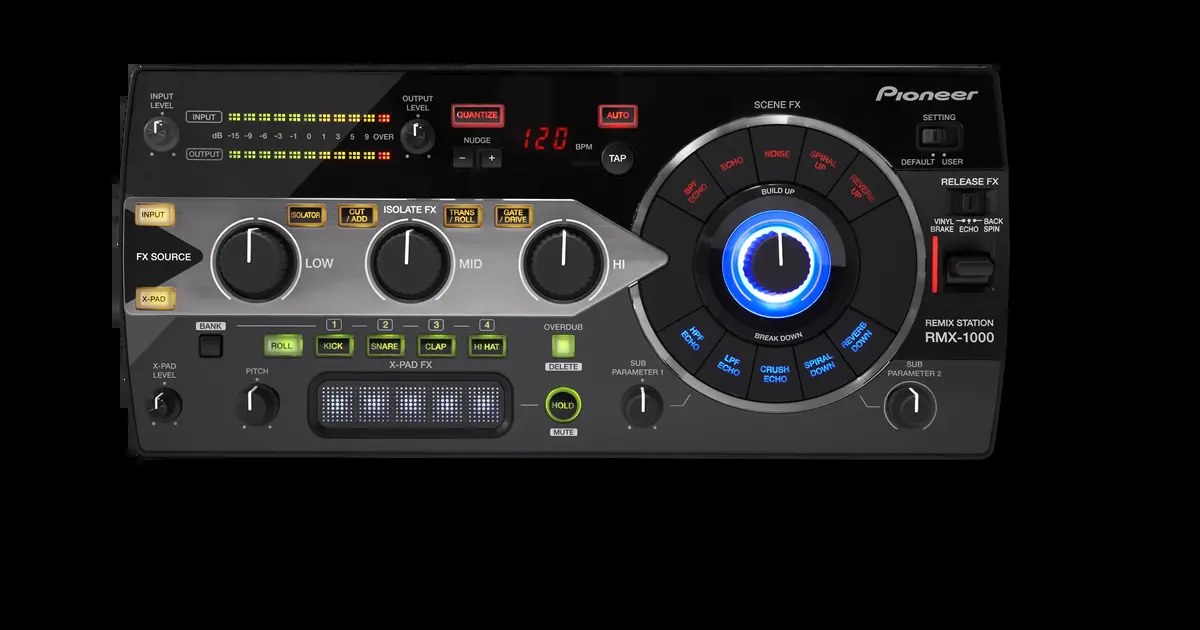 Pioneer
INPUT
LEVEL
INPUT
dB -15 -9 -6 -3 -1 0 1 3 5 9 OVER
OUTPUT
OUTPUT
LEVEL
QUANTIZE
NUDGE
- +
120 BPM
AUTO
TAP
SCENE FX
SETTING
DEFAULT USER
RELEASE FX
VINYL
BRAKE
ECHO
BACK
SPIN
INPUT
FX SOURCE
X-PAD
ISOLATOR
CUT
/ ADD
ISOLATE FX
TRANS
/ ROLL
GATE
/ DRIVE
LOW
MID
HI
BPF
ECHO
ECHO
NOISE
SPIRAL
UP
REVERB
UP
BUILD UP
BREAK DOWN
HPF
ECHO
LPF
ECHO
CRUSH
ECHO
SPIRAL
DOWN
REVERB
DOWN
REMIX STATION
RMX-1000
BANK
1 2 3 4
OVERDUB
ROLL
KICK
SNARE
CLAP
HI HAT
DELETE
X-PAD
LEVEL
PITCH
X-PAD FX
HOLD
MUTE
SUB
PARAMETER 1
SUB
PARAMETER 2